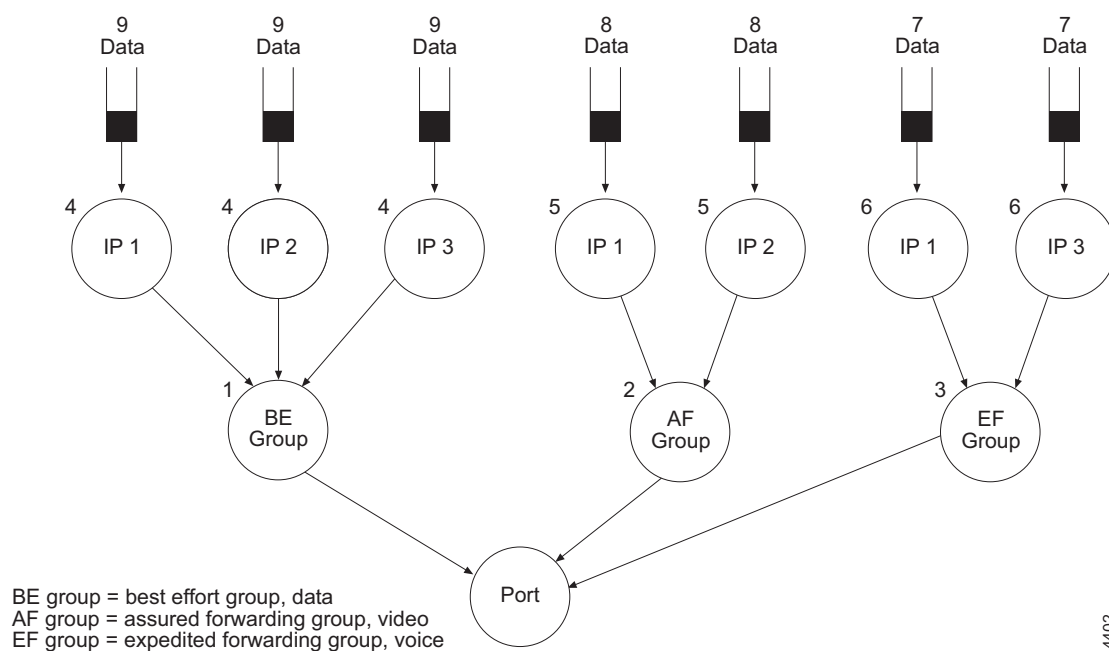 9 9 9 8 8 7 7
Data Data Data Data Data Data Data
4 4 4 5 5 6 6
IP 1 IP 2 IP 3 IP 1 IP 2 IP 1 IP 3
1 2 3
BE AF EF
Group Group Group
Port
BE group = best effort group, data
AF group = assured forwarding group, video
EF group = expedited forwarding group, voice
4402